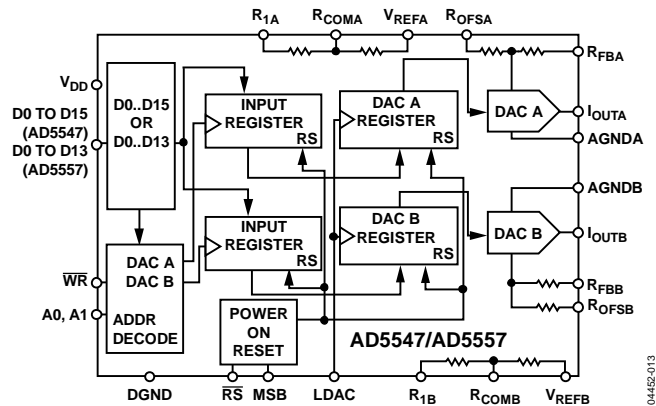 R1A
RCOMA
VREFA
ROFSA
RFBA
VDD
D0 TO D15
(AD5547)
D0 TO D13
(AD5557)
D0..D15
OR
D0..D13
INPUT
REGISTER
RS
DAC A
REGISTER
RS
DAC A
IOUTA
AGNDA
AGNDB
INPUT
REGISTER
RS
DAC B
REGISTER
RS
DAC B
IOUTB
RFBB
ROFSB
DAC A
DAC B
ADDR
DECODE
WR
A0, A1
POWER
ON
RESET
AD5547/AD5557
DGND
RS
MSB
LDAC
R1B
RCOMB
VREFB
04452-013